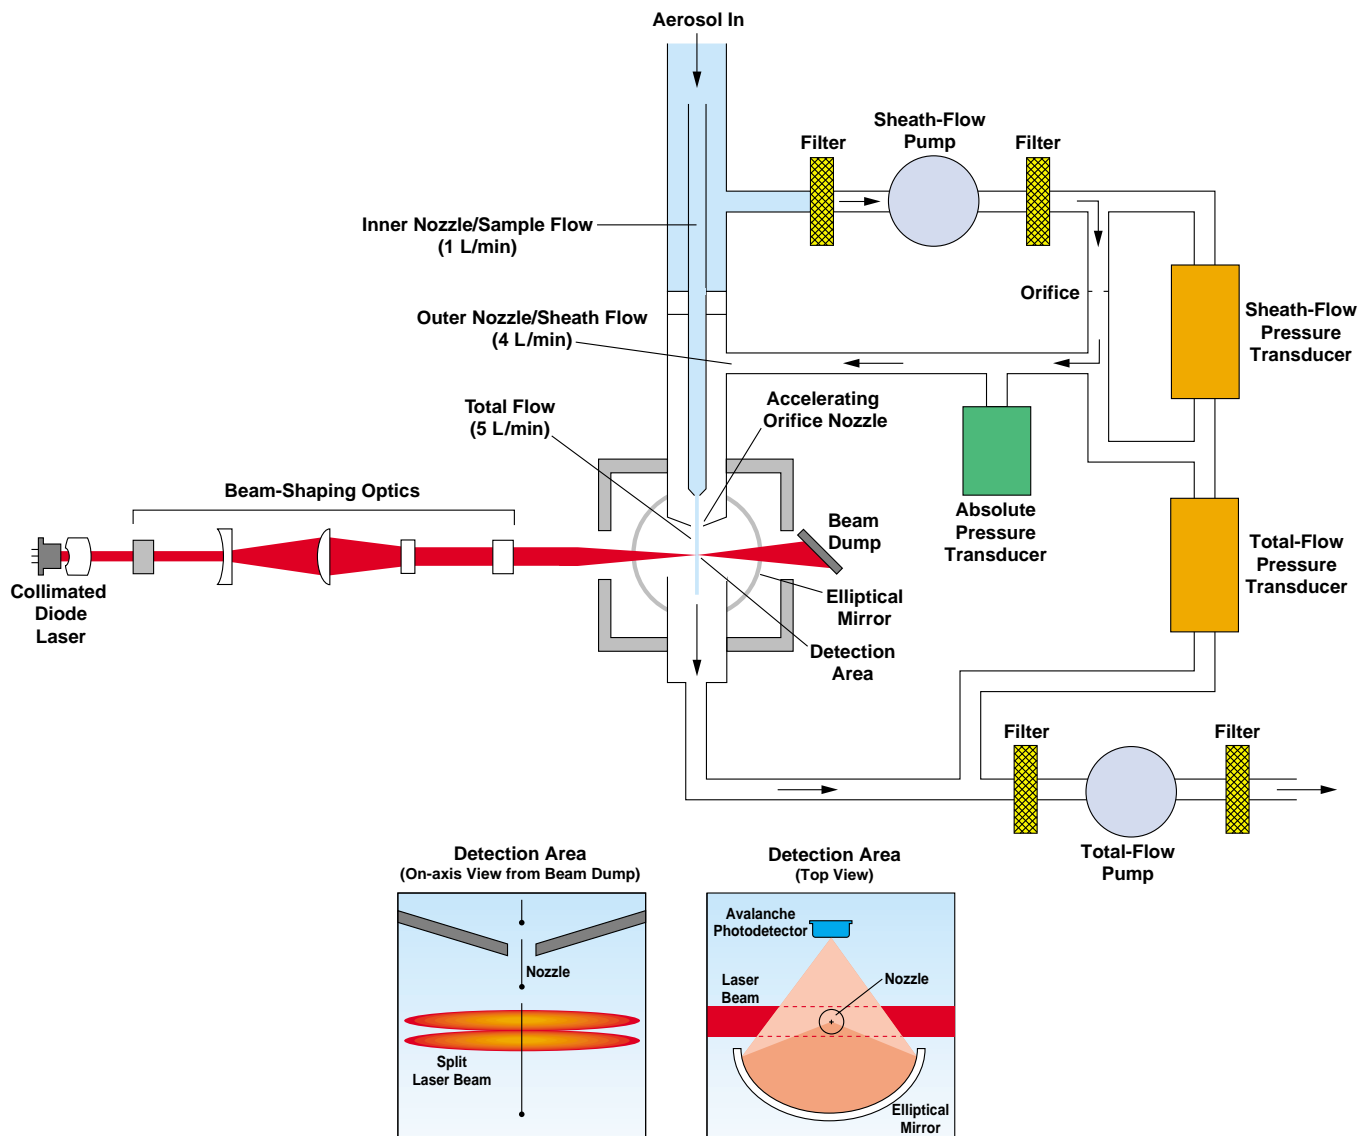 Aerosol In
Sheath-Flow
Pump
Filter
Filter
Inner Nozzle/Sample Flow
(1 L/min)
Orifice
Outer Nozzle/Sheath Flow
(4 L/min)
Sheath-Flow
Pressure
Transducer
Total Flow
(5 L/min)
Accelerating
Orifice Nozzle
Beam-Shaping Optics
Beam
Dump
Absolute
Pressure
Transducer
Total-Flow
Pressure
Transducer
Collimated
Diode
Laser
Elliptical
Mirror
Detection
Area
Filter
Filter
Total-Flow
Pump
Detection Area
(On-axis View from Beam Dump)
Nozzle
Split
Laser Beam
Detection Area
(Top View)
Avalanche
Photodetector
Laser
Beam
Nozzle
Elliptical
Mirror